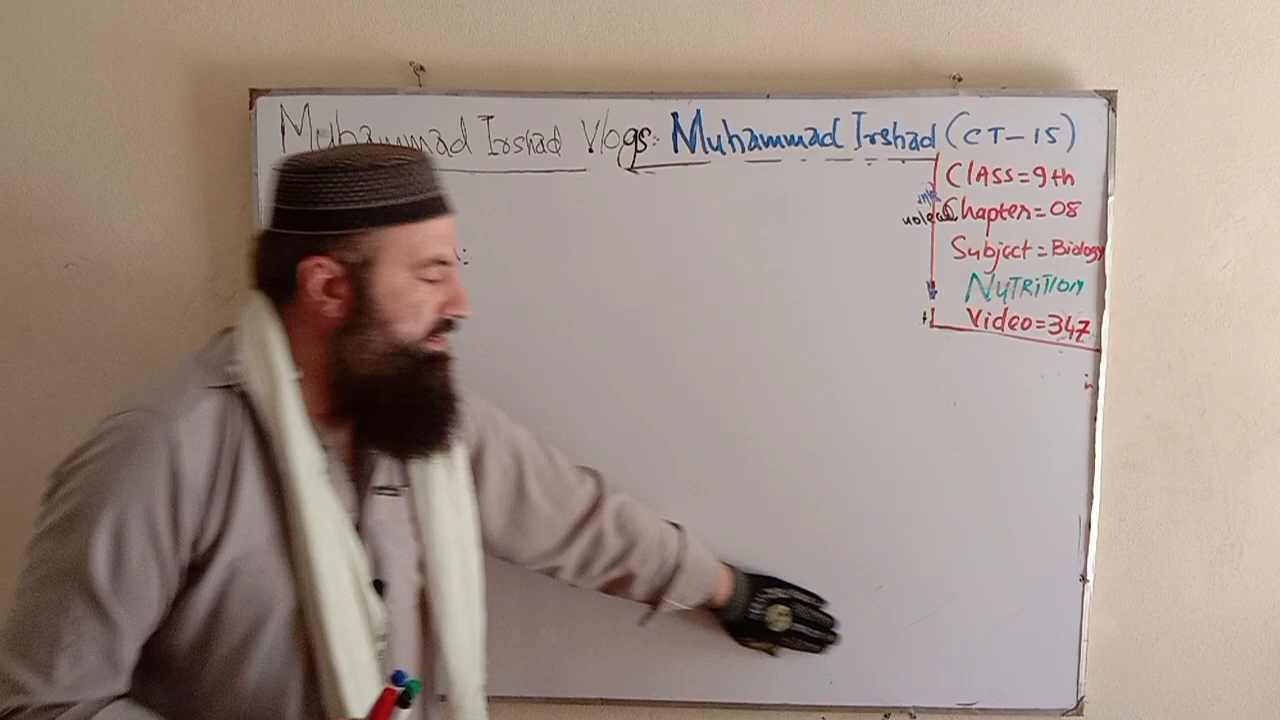 Muhammad Irshad Vlogs: Muhammad Irshad (CT-15)
Class=9th
Chapter=08
Subject=Biology
NUTRITION
Video=347